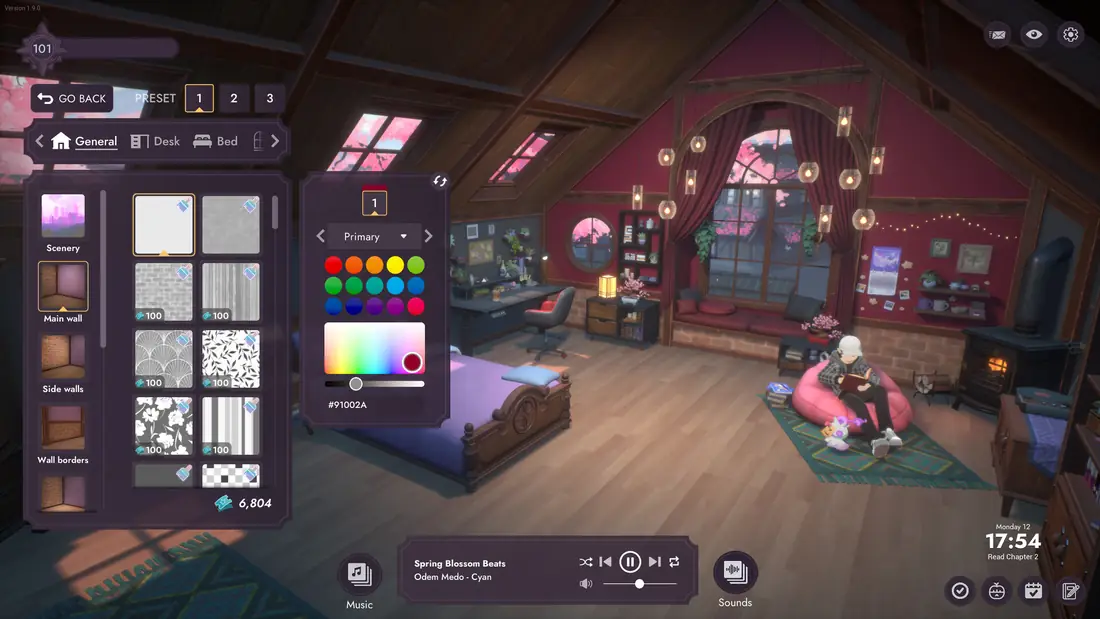 Version 1.9.0
101
GO BACK
PRESET
1
2
3
General
Desk
Bed
Scenery
Main wall
Side walls
Wall borders
100
100
100
100
100
100
6,804
1
Primary
#91002A
Monday 12
17:54
Read Chapter 2
Music
Spring Blossom Beats
Odem Medo - Cyan
Sounds